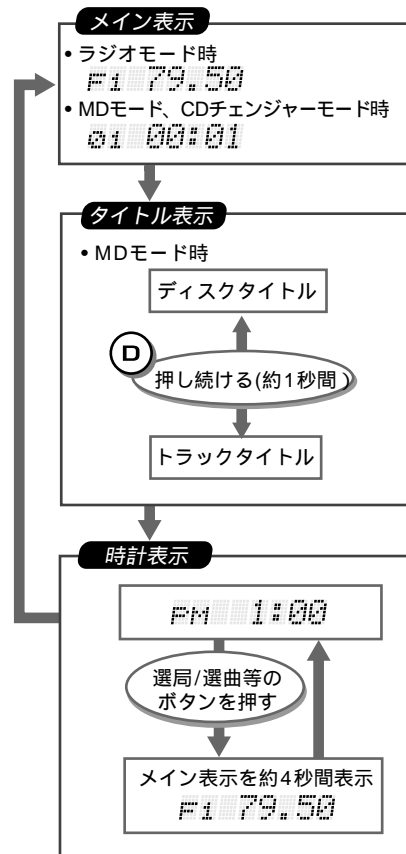 メイン表示
•ラジオモード時
F1 79.50
•MDモード、CDチェンジャーモード時
01 00:01
タイトル表示
•MDモード時
ディスクタイトル
D
押し続ける(約1秒間)
トラックタイトル
時計表示
PM 1:00
選局/選曲等の
ボタンを押す
メイン表示を約4秒間表示
F1 79.50